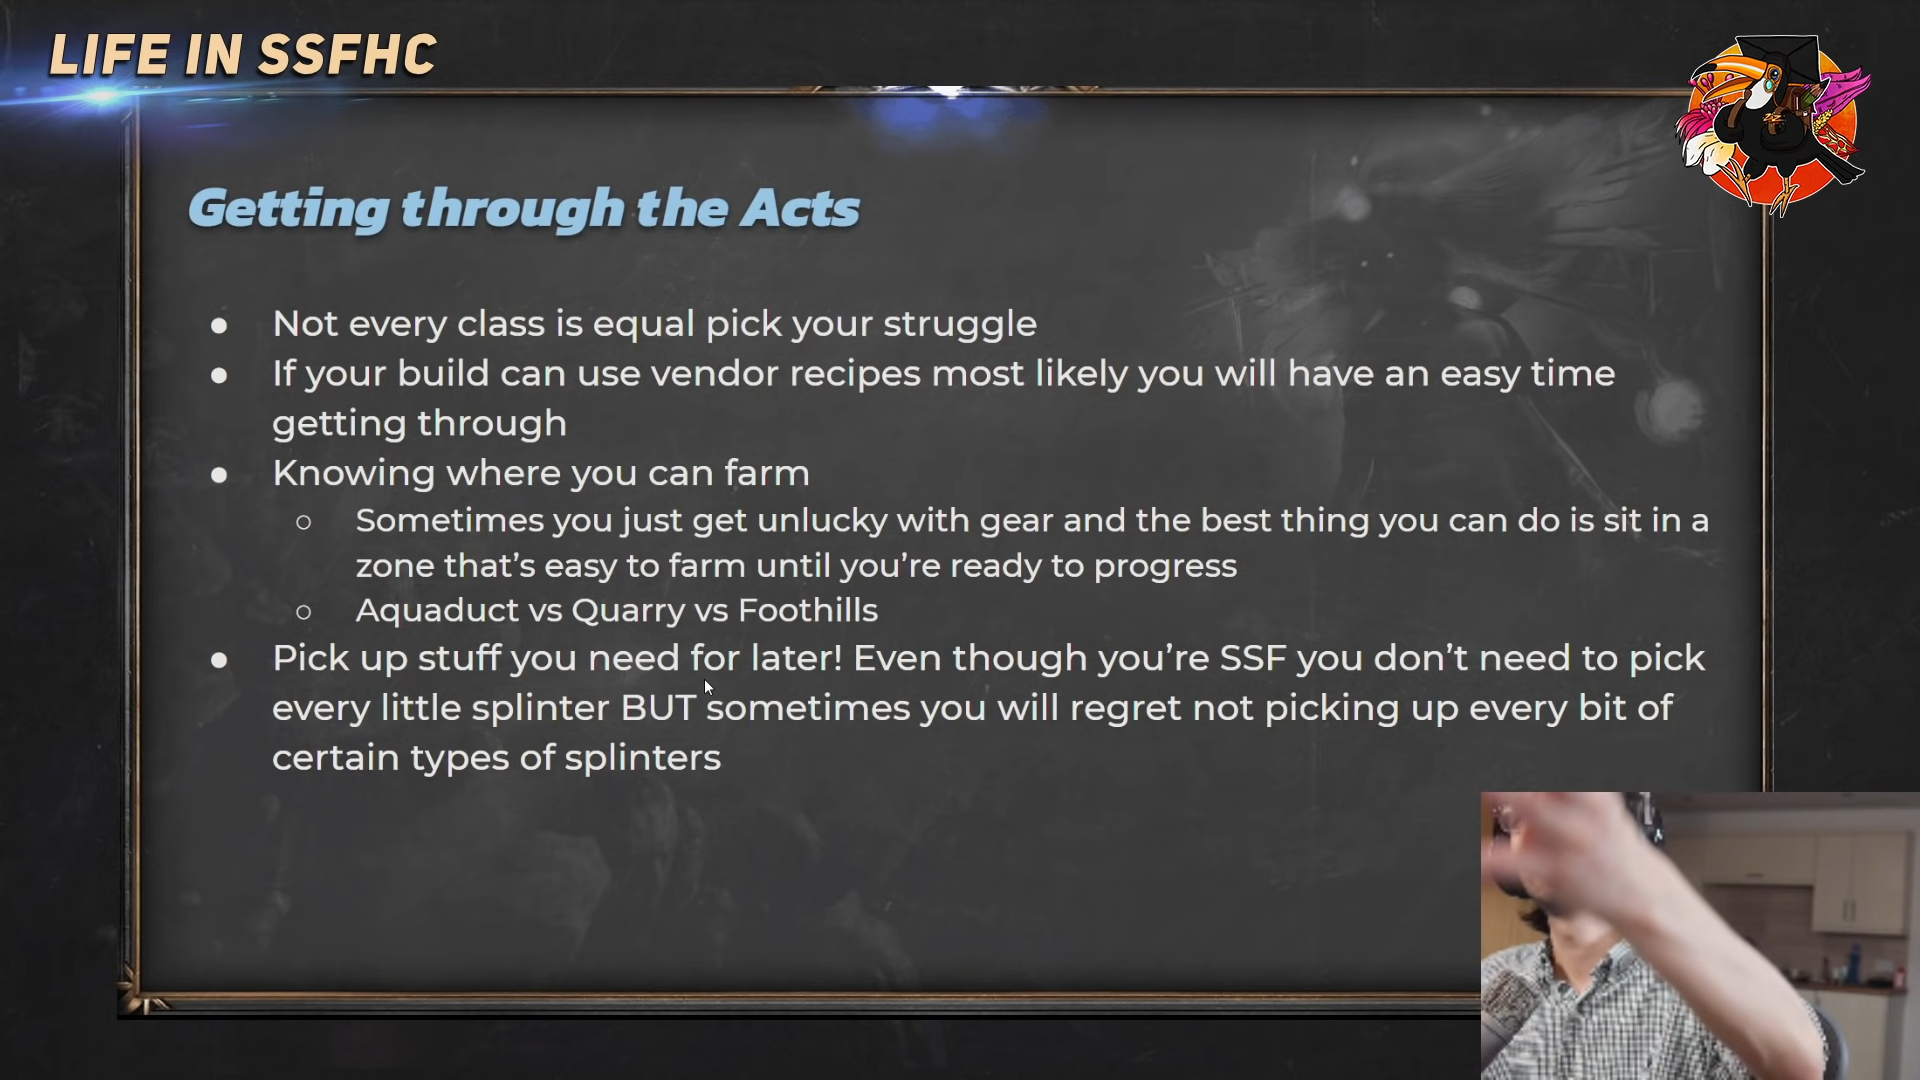 LIFE IN SSFHC
Getting through the Acts
● Not every class is equal pick your struggle
● If your build can use vendor recipes most likely you will have an easy time
getting through
● Knowing where you can farm
○ Sometimes you just get unlucky with gear and the best thing you can do is sit in a
zone that's easy to farm until you're ready to progress
○ Aquaduct vs Quarry vs Foothills
● Pick up stuff you need for later! Even though you're SSF you don't need to pick
every little splinter BUT sometimes you will regret not picking up every bit of
certain types of splinters